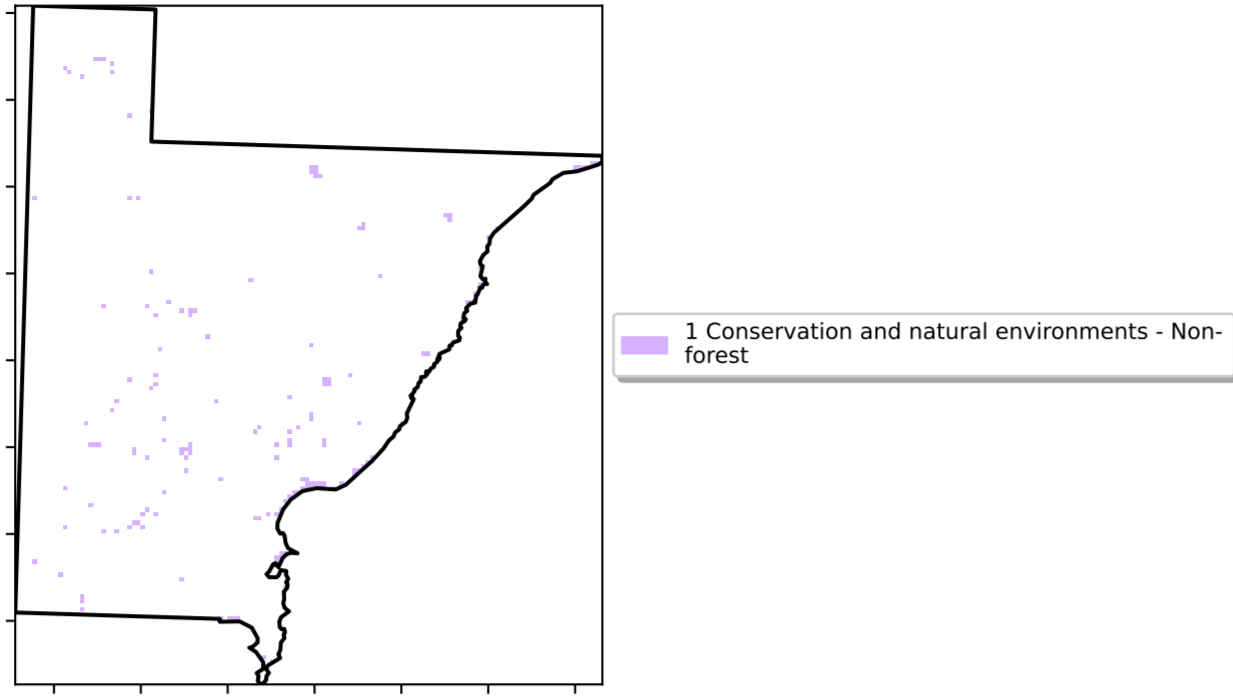 1 Conservation and natural environments - Non-
forest